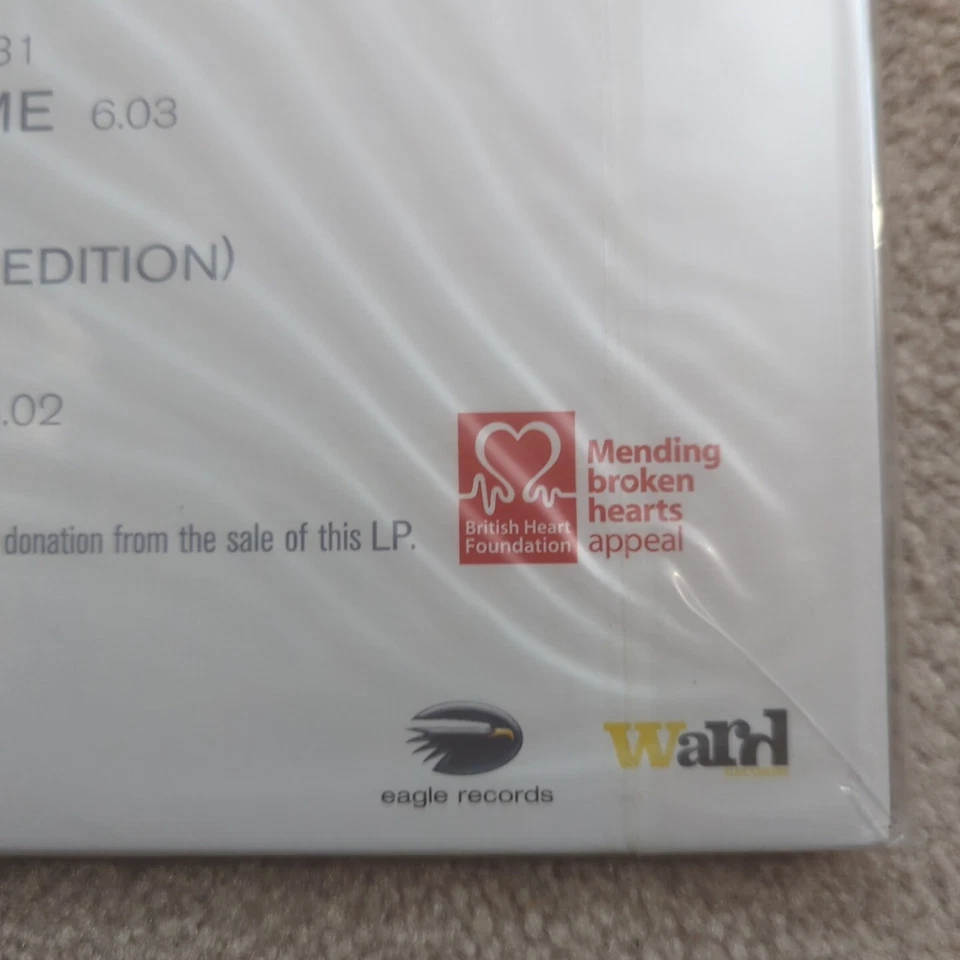 31
ME 6.03
EDITION)
.02
Mending
broken
hearts
appeal
British Heart
Foundation
donation from the sale of this LP.
eagle records
ward
records